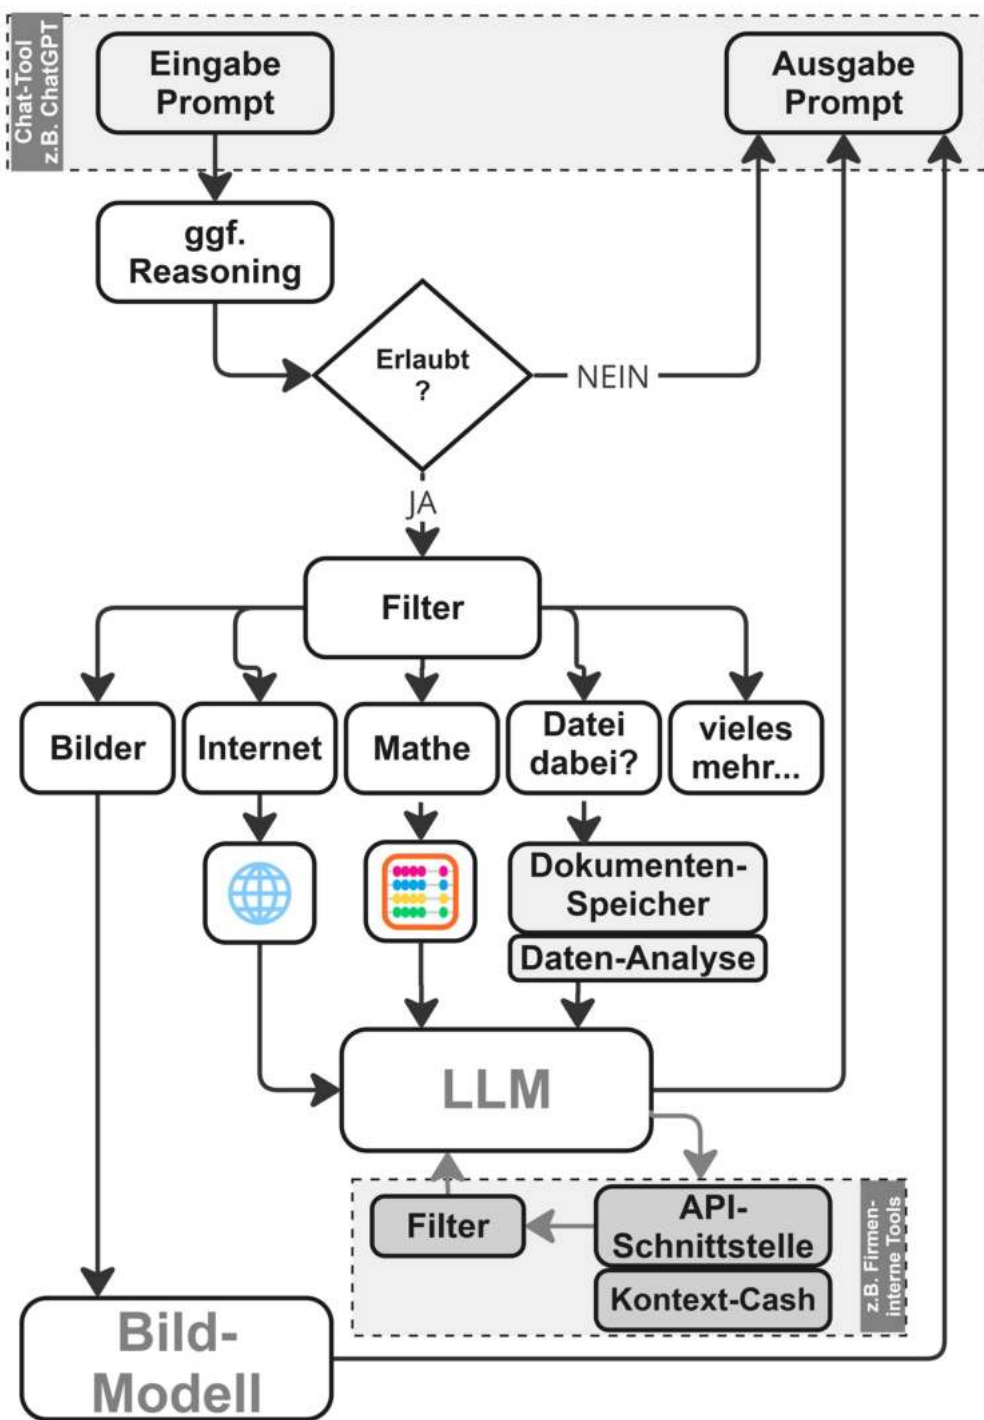 Chat-Tool
z.B. ChatGPT
Eingabe
Prompt
Ausgabe
Prompt
ggf.
Reasoning
Erlaubt
?
NEIN
JA
Filter
Bilder
Internet
Mathe
Datei
dabei?
vieles
mehr...
Dokumenten-
Speicher
Daten-Analyse
LLM
Filter
API-
Schnittstelle
Kontext-Cash
z.B. Firmen-
interne Tools
Bild-
Modell